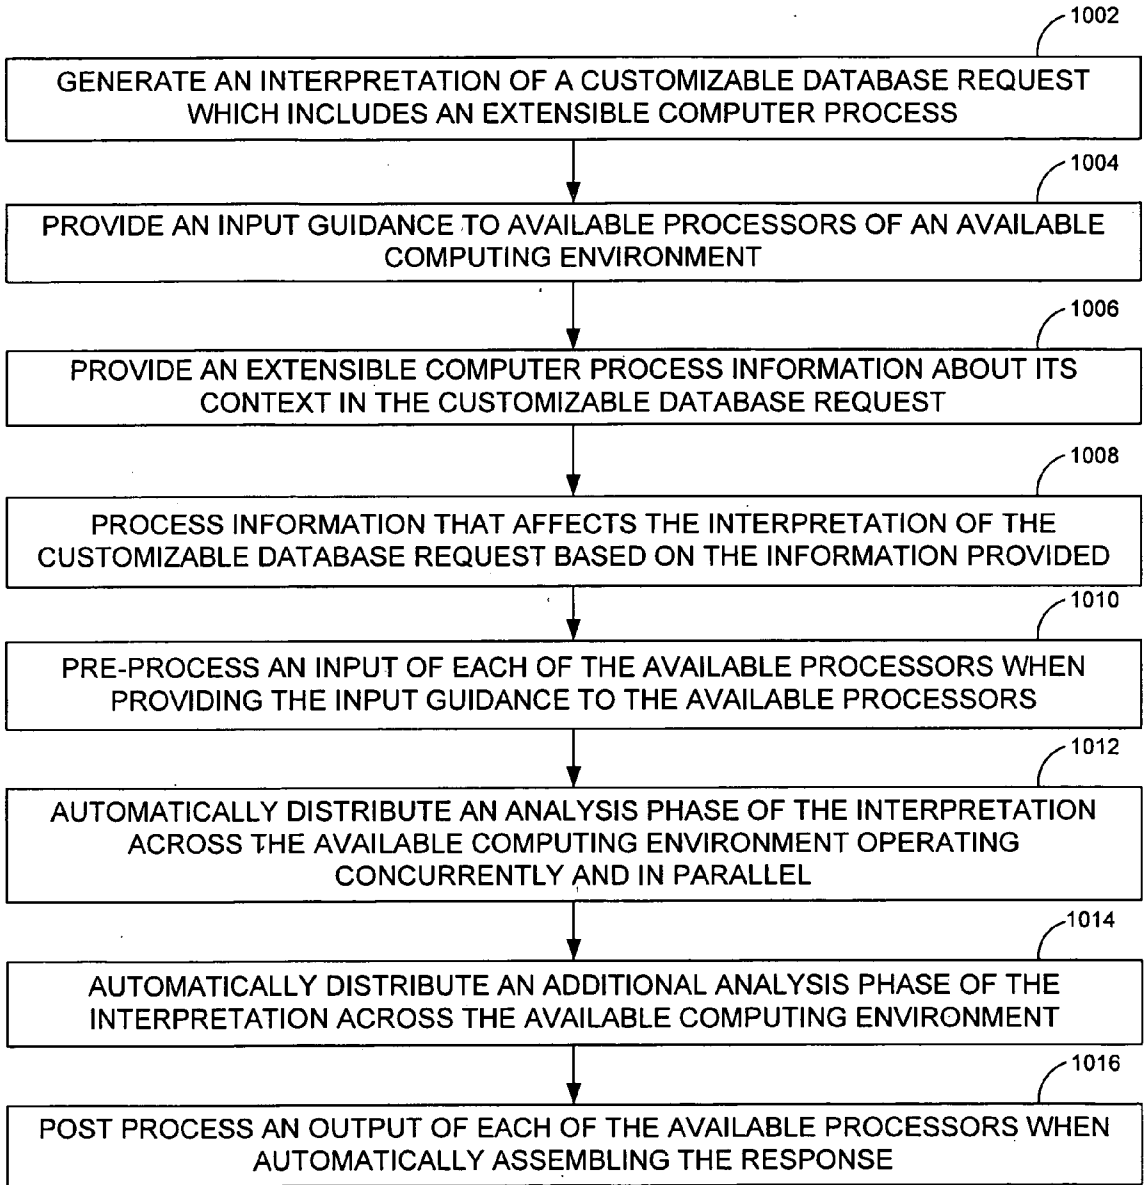 1002
GENERATE AN INTERPRETATION OF A CUSTOMIZABLE DATABASE REQUEST
WHICH INCLUDES AN EXTENSIBLE COMPUTER PROCESS
1004
PROVIDE AN INPUT GUIDANCE TO AVAILABLE PROCESSORS OF AN AVAILABLE
COMPUTING ENVIRONMENT
1006
PROVIDE AN EXTENSIBLE COMPUTER PROCESS INFORMATION ABOUT ITS
CONTEXT IN THE CUSTOMIZABLE DATABASE REQUEST
1008
PROCESS INFORMATION THAT AFFECTS THE INTERPRETATION OF THE
CUSTOMIZABLE DATABASE REQUEST BASED ON THE INFORMATION PROVIDED
1010
PRE-PROCESS AN INPUT OF EACH OF THE AVAILABLE PROCESSORS WHEN
PROVIDING THE INPUT GUIDANCE TO THE AVAILABLE PROCESSORS
1012
AUTOMATICALLY DISTRIBUTE AN ANALYSIS PHASE OF THE INTERPRETATION
ACROSS THE AVAILABLE COMPUTING ENVIRONMENT OPERATING
CONCURRENTLY AND IN PARALLEL
1014
AUTOMATICALLY DISTRIBUTE AN ADDITIONAL ANALYSIS PHASE OF THE
INTERPRETATION ACROSS THE AVAILABLE COMPUTING ENVIRONMENT
1016
POST PROCESS AN OUTPUT OF EACH OF THE AVAILABLE PROCESSORS WHEN
AUTOMATICALLY ASSEMBLING THE RESPONSE